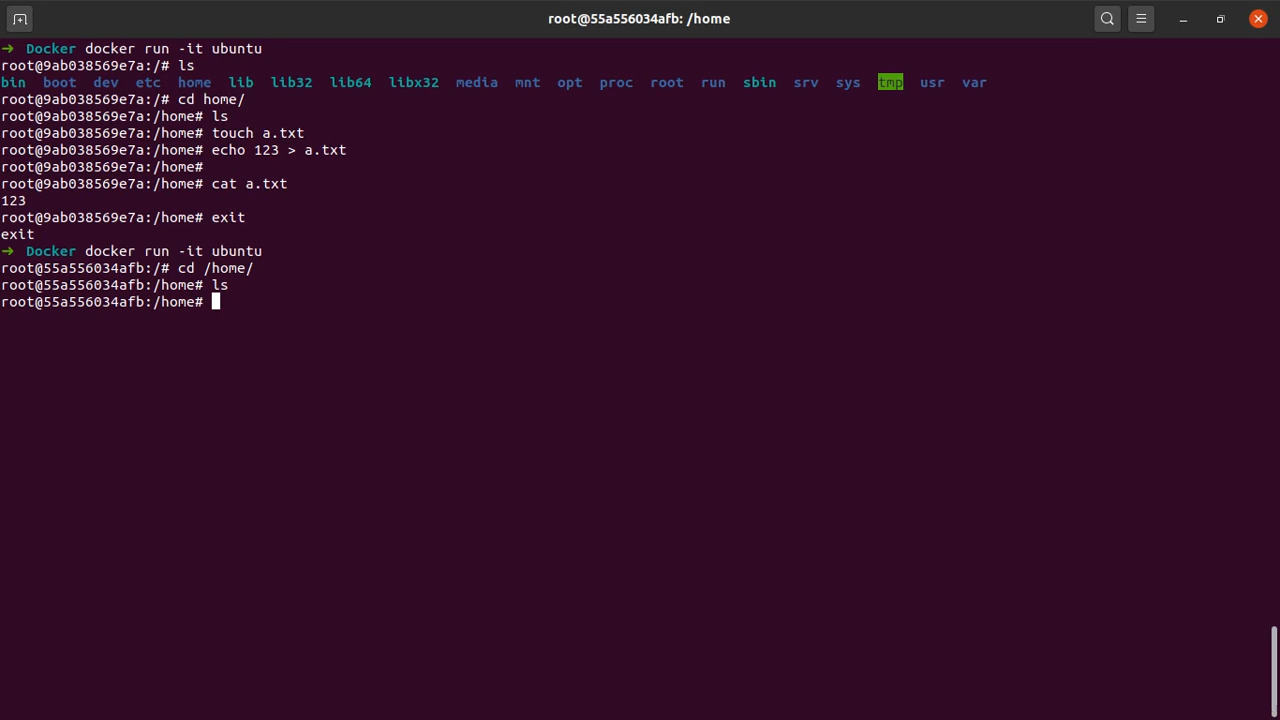 root@55a556034afb: /home
➜  Docker docker run -it ubuntu
root@9ab038569e7a:/# ls
bin  boot  dev  etc  home  lib  lib32  lib64  libx32  media  mnt  opt  proc  root  run  sbin  srv  sys  tmp  usr  var
root@9ab038569e7a:/# cd home/
root@9ab038569e7a:/home# ls
root@9ab038569e7a:/home# touch a.txt
root@9ab038569e7a:/home# echo 123 > a.txt
root@9ab038569e7a:/home#
root@9ab038569e7a:/home# cat a.txt
123
root@9ab038569e7a:/home# exit
exit
➜  Docker docker run -it ubuntu
root@55a556034afb:/# cd /home/
root@55a556034afb:/home# ls
root@55a556034afb:/home#